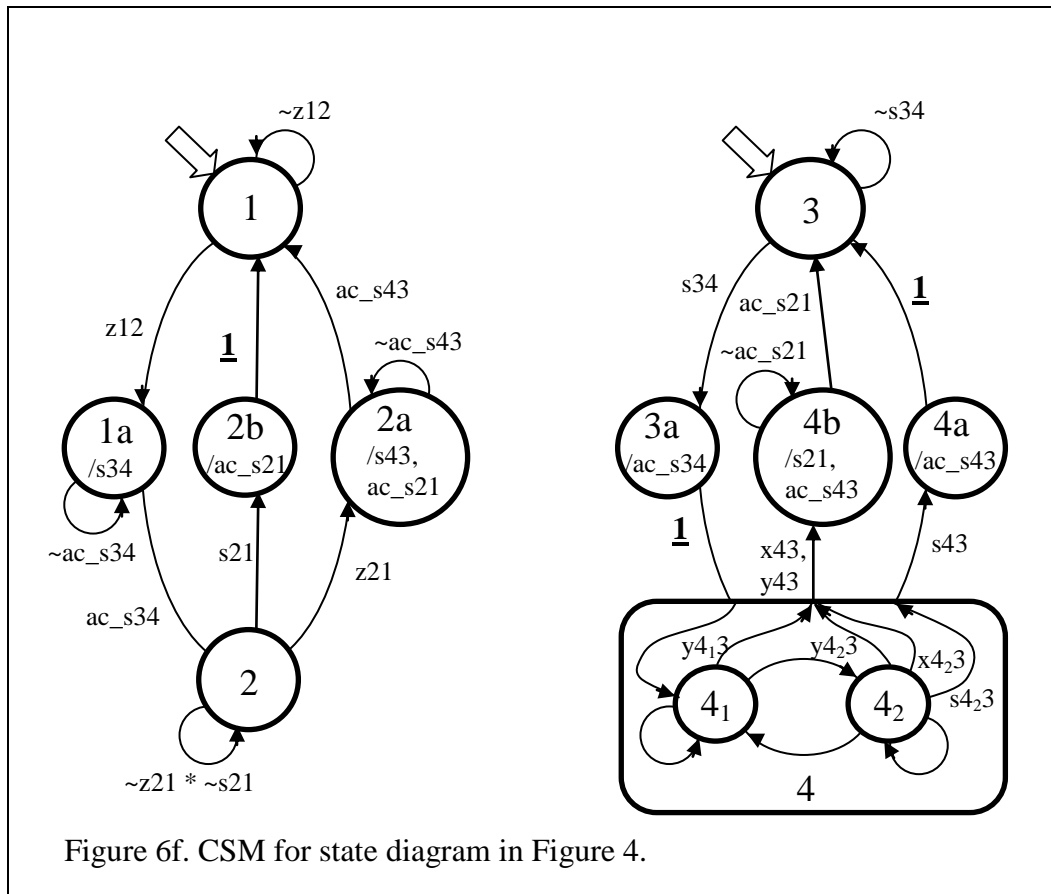 ~z12
1
z12
1
ac_s43
~ac_s43
1a
/s34
2b
/ac_s21
2a
/s43,
ac_s21
~ac_s34
ac_s34
s21
z21
2
~z21 * ~s21
~s34
3
s34
ac_s21
1
~ac_s21
3a
/ac_s34
4b
/s21,
ac_s43
4a
/ac_s43
1
x43,
y43
s43
y4₁3
y4₂3
x4₂3
s4₂3
4₁
4₂
4
Figure 6f. CSM for state diagram in Figure 4.